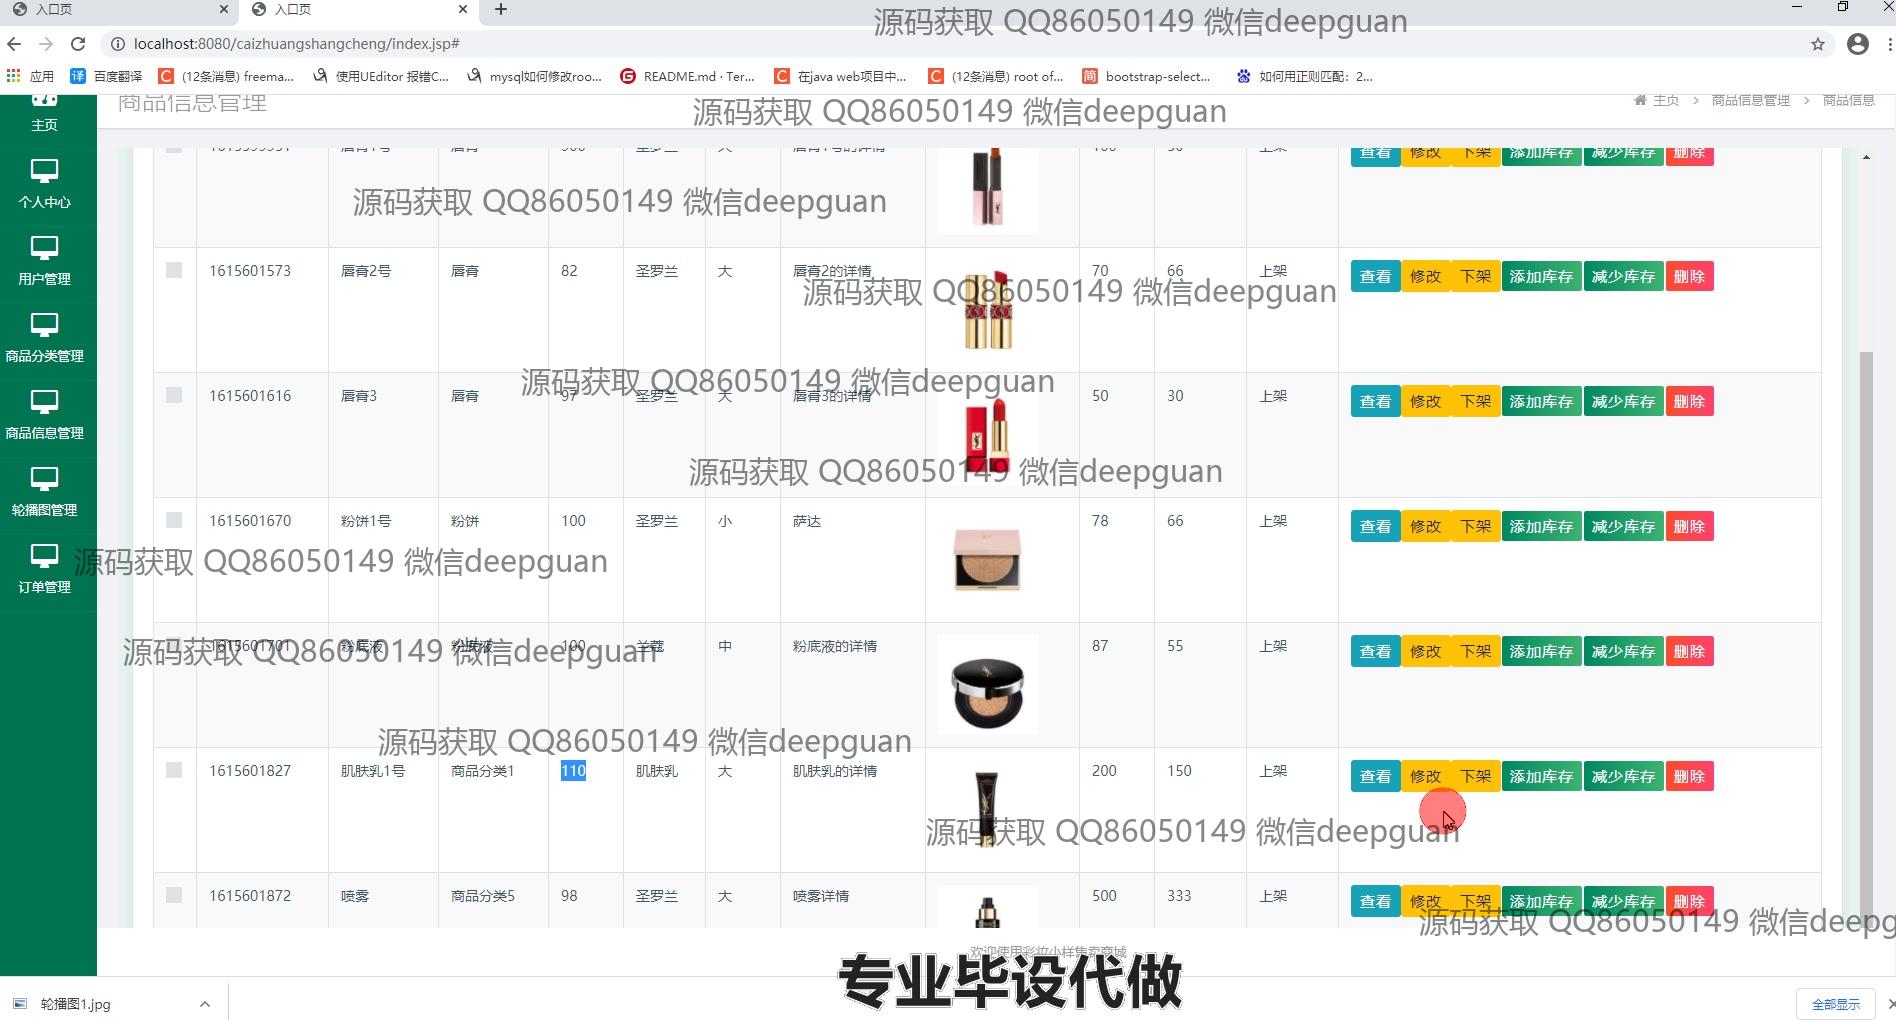 入口页
入口页
源码获取 QQ86050149 微信deepguan
localhost:8080/caizhuangshangcheng/index.jsp#
应用 百度翻译 (12条消息) freema... 使用UEditor 报错C... mysql如何修改roo... README.md · Ter... 在java web项目中... (12条消息) root of... bootstrap-select... 如何用正则匹配：2...
商品信息管理
主页 > 商品信息管理 > 商品信息
源码获取 QQ86050149 微信deepguan
主页
个人中心
用户管理
商品分类管理
商品信息管理
轮播图管理
订单管理
查看 修改 下架 添加库存 减少库存 删除
源码获取 QQ86050149 微信deepguan
1615601573 唇膏2号 唇膏 82 圣罗兰 大 唇膏2的详情 70 66 上架 查看 修改 下架 添加库存 减少库存 删除
源码获取 QQ86050149 微信deepguan
源码获取 QQ86050149 微信deepguan
1615601616 唇膏3 唇膏 97 圣罗兰 大 唇膏3的详情 50 30 上架 查看 修改 下架 添加库存 减少库存 删除
源码获取 QQ86050149 微信deepguan
1615601670 粉饼1号 粉饼 100 圣罗兰 小 萨达 78 66 上架 查看 修改 下架 添加库存 减少库存 删除
源码获取 QQ86050149 微信deepguan
1615601701 粉底液 粉底液 100 兰蔻 中 粉底液的详情 87 55 上架 查看 修改 下架 添加库存 减少库存 删除
源码获取 QQ86050149 微信deepguan
源码获取 QQ86050149 微信deepguan
1615601827 肌肤乳1号 商品分类1 110 肌肤乳 大 肌肤乳的详情 200 150 上架 查看 修改 下架 添加库存 减少库存 删除
源码获取 QQ86050149 微信deepguan
1615601872 喷雾 商品分类5 98 圣罗兰 大 喷雾详情 500 333 上架 查看 修改 下架 添加库存 减少库存 删除
源码获取 QQ86050149 微信deepg
欢迎使用彩妆小样售卖商城
专业毕设代做
轮播图1.jpg
全部显示